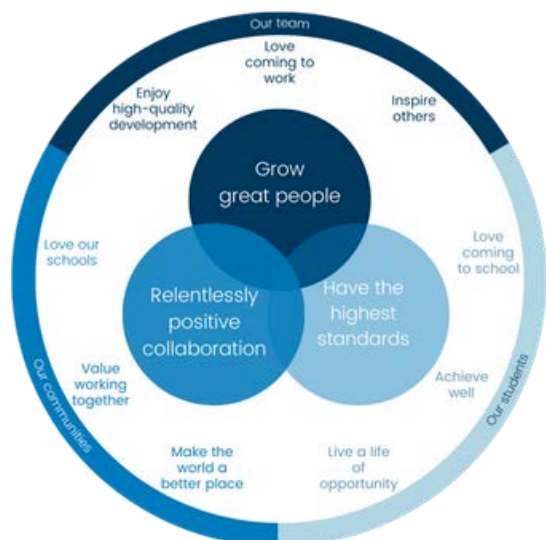 Our team
Love
coming to
work
Enjoy
high-quality
development
Inspire
others
Grow
great people
Love our
schools
Love
coming
to school
Relentlessly
positive
collaboration
Have the
highest
standards
Value
working
together
Achieve
well
Our communities
Our students
Make the
world a
better place
Live a life
of
opportunity